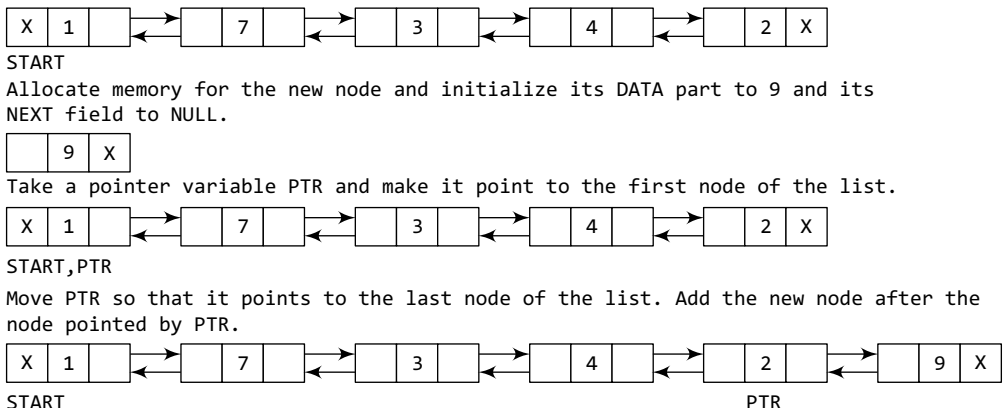 X 1 7 3 4 2 X
START
Allocate memory for the new node and initialize its DATA part to 9 and its
NEXT field to NULL.
9 X
Take a pointer variable PTR and make it point to the first node of the list.
X 1 7 3 4 2 X
START,PTR
Move PTR so that it points to the last node of the list. Add the new node after the
node pointed by PTR.
X 1 7 3 4 2 9 X
START PTR